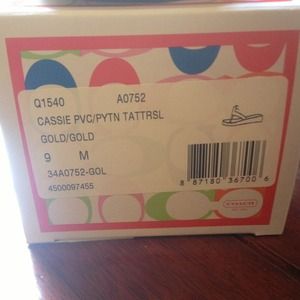 Q1540 A0752
CASSIE PVC/PYTN TATTRSL
GOLD/GOLD
9 M
34A0752-GOL
4500097455
8 87180 36700 6
COACH